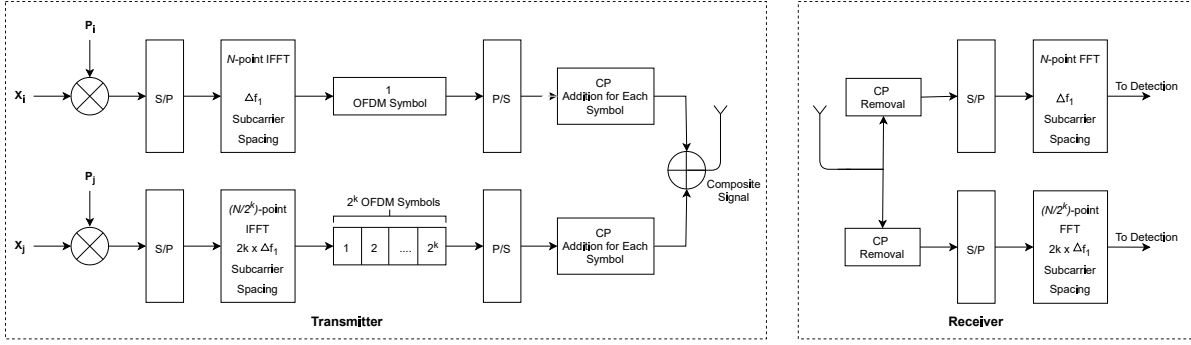 P_i
X_i
S/P
N-point IFFT
Δf_1
Subcarrier
Spacing
1
OFDM Symbol
P/S
CP
Addition for Each
Symbol
P_j
X_j
S/P
(N/2^k)-point
IFFT
2k x Δf_1
Subcarrier
Spacing
2^k OFDM Symbols
1 2 .... 2^k
P/S
CP
Addition for Each
Symbol
Composite
Signal
Transmitter
CP
Removal
S/P
N-point FFT
Δf_1
Subcarrier
Spacing
To Detection
CP
Removal
S/P
(N/2^k)-point
FFT
2k x Δf_1
Subcarrier
Spacing
To Detection
Receiver